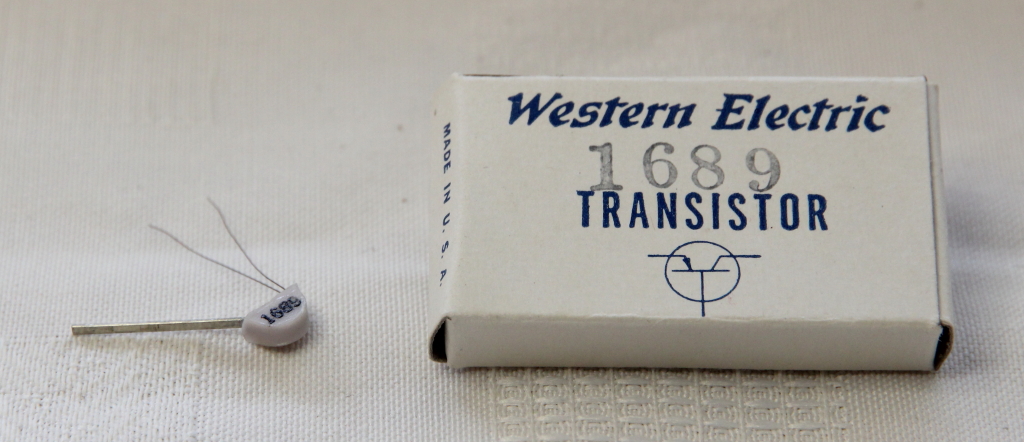 Western Electric
1689
TRANSISTOR
MADE IN U. S. A.
1689